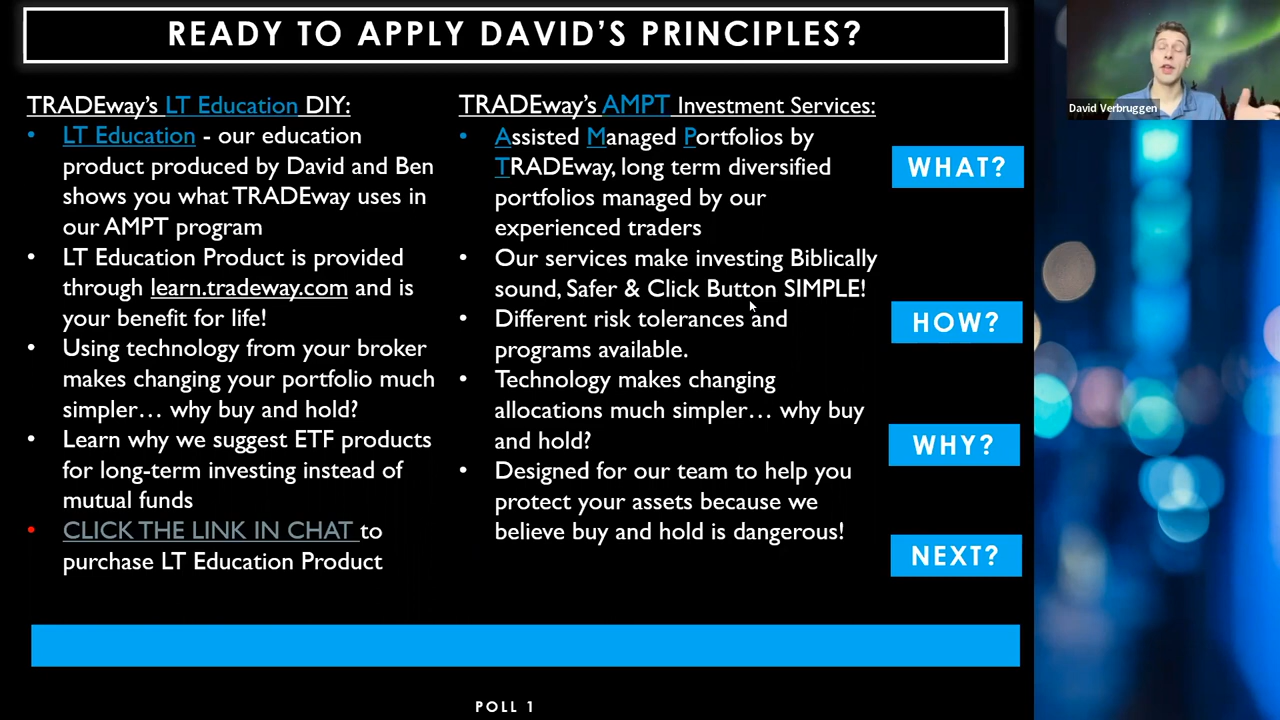 READY TO APPLY DAVID'S PRINCIPLES?
TRADEway's LT Education DIY:
• LT Education - our education
product produced by David and Ben
shows you what TRADEway uses in
our AMPT program
• LT Education Product is provided
through learn.tradeway.com and is
your benefit for life!
• Using technology from your broker
makes changing your portfolio much
simpler… why buy and hold?
• Learn why we suggest ETF products
for long-term investing instead of
mutual funds
• CLICK THE LINK IN CHAT to
purchase LT Education Product
TRADEway's AMPT Investment Services:
• Assisted Managed Portfolios by
TRADEway, long term diversified
portfolios managed by our
experienced traders
• Our services make investing Biblically
sound, Safer & Click Button SIMPLE!
• Different risk tolerances and
programs available.
• Technology makes changing
allocations much simpler… why buy
and hold?
• Designed for our team to help you
protect your assets because we
believe buy and hold is dangerous!
WHAT?
HOW?
WHY?
NEXT?
David Verbruggen
POLL 1